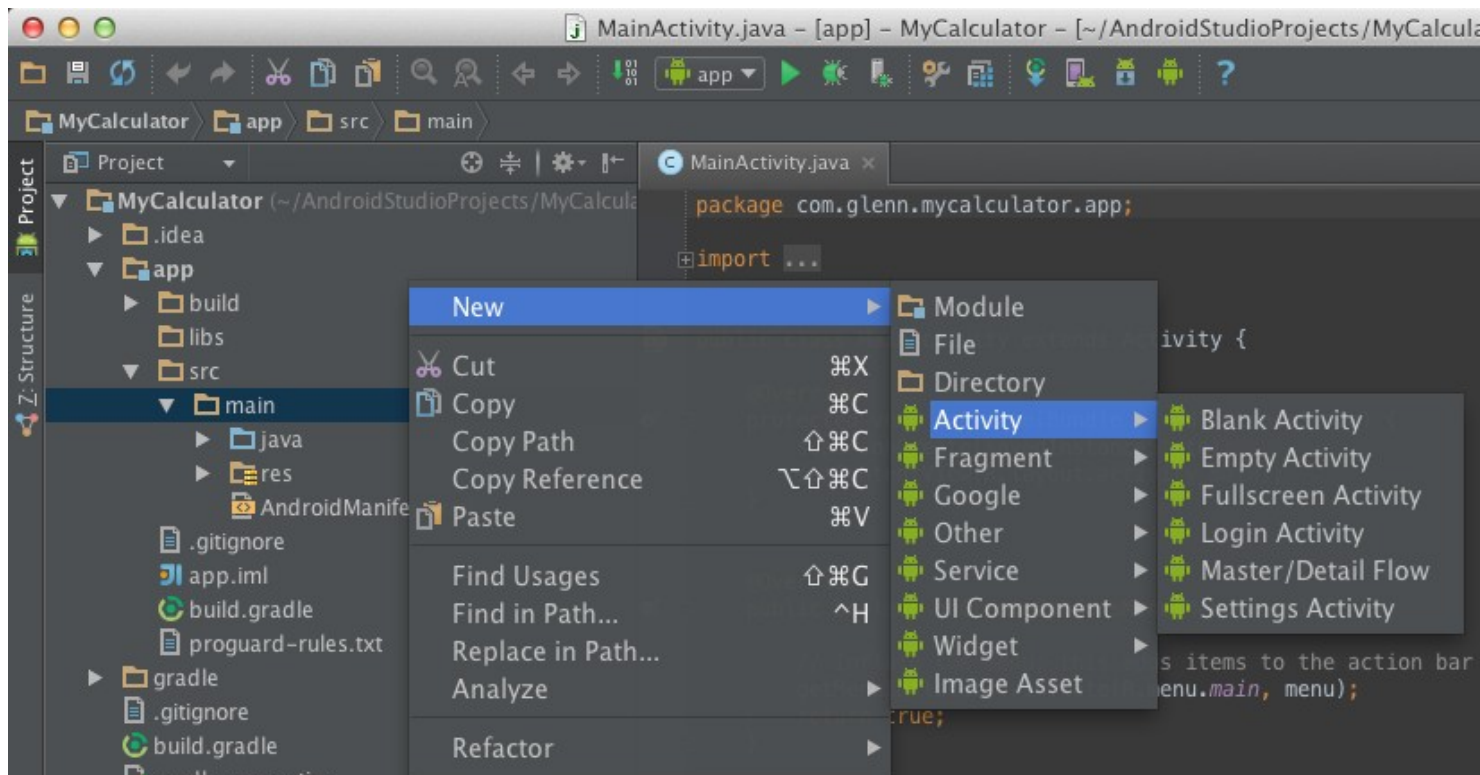 MainActivity.java – [app] – MyCalculator – [~/AndroidStudioProjects/MyCalcula
app
?
MyCalculator app src main
Project
Z: Structure
Project
MyCalculator (~/AndroidStudioProjects/MyCalcula
.idea
app
build
libs
src
main
java
res
AndroidManife
.gitignore
app.iml
build.gradle
proguard-rules.txt
gradle
.gitignore
build.gradle
MainActivity.java
package com.glenn.mycalculator.app;
import ...
ivity {
New
Cut ⌘X
Copy ⌘C
Copy Path ⇧⌘C
Copy Reference ⌥⇧⌘C
Paste ⌘V
Find Usages ⇧⌘G
Find in Path... ^H
Replace in Path...
Analyze
Refactor
Module
File
Directory
Activity
Fragment
Google
Other
Service
UI Component
Widget
Image Asset
Blank Activity
Empty Activity
Fullscreen Activity
Login Activity
Master/Detail Flow
Settings Activity
s items to the action bar
enu.main, menu);
true;